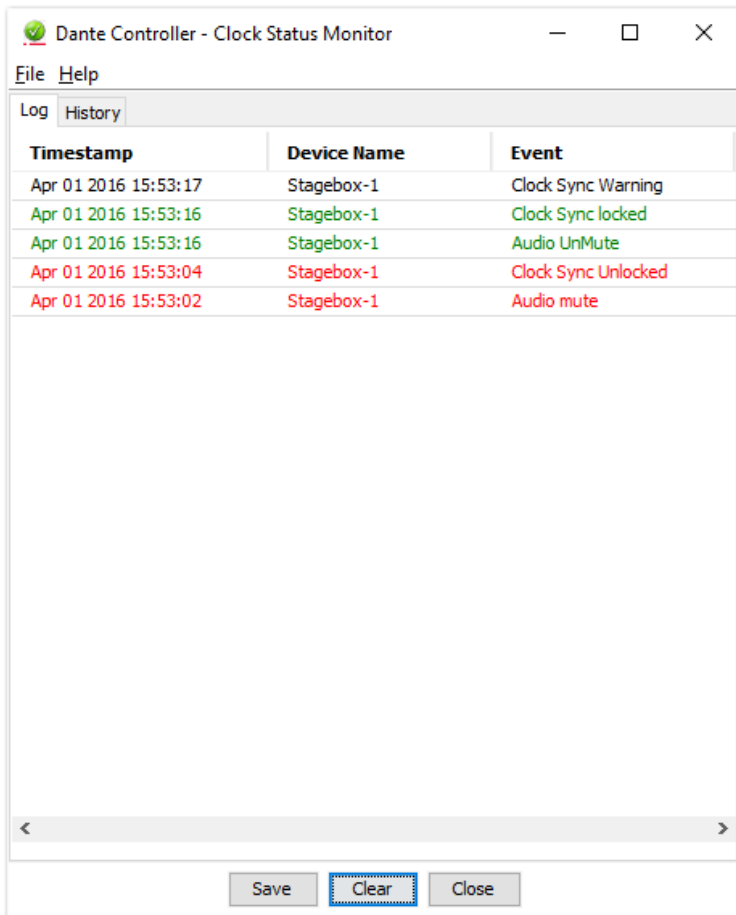 Dante Controller - Clock Status Monitor
File Help
Log History
Timestamp Device Name Event
Apr 01 2016 15:53:17 Stagebox-1 Clock Sync Warning
Apr 01 2016 15:53:16 Stagebox-1 Clock Sync locked
Apr 01 2016 15:53:16 Stagebox-1 Audio UnMute
Apr 01 2016 15:53:04 Stagebox-1 Clock Sync Unlocked
Apr 01 2016 15:53:02 Stagebox-1 Audio mute
Save Clear Close